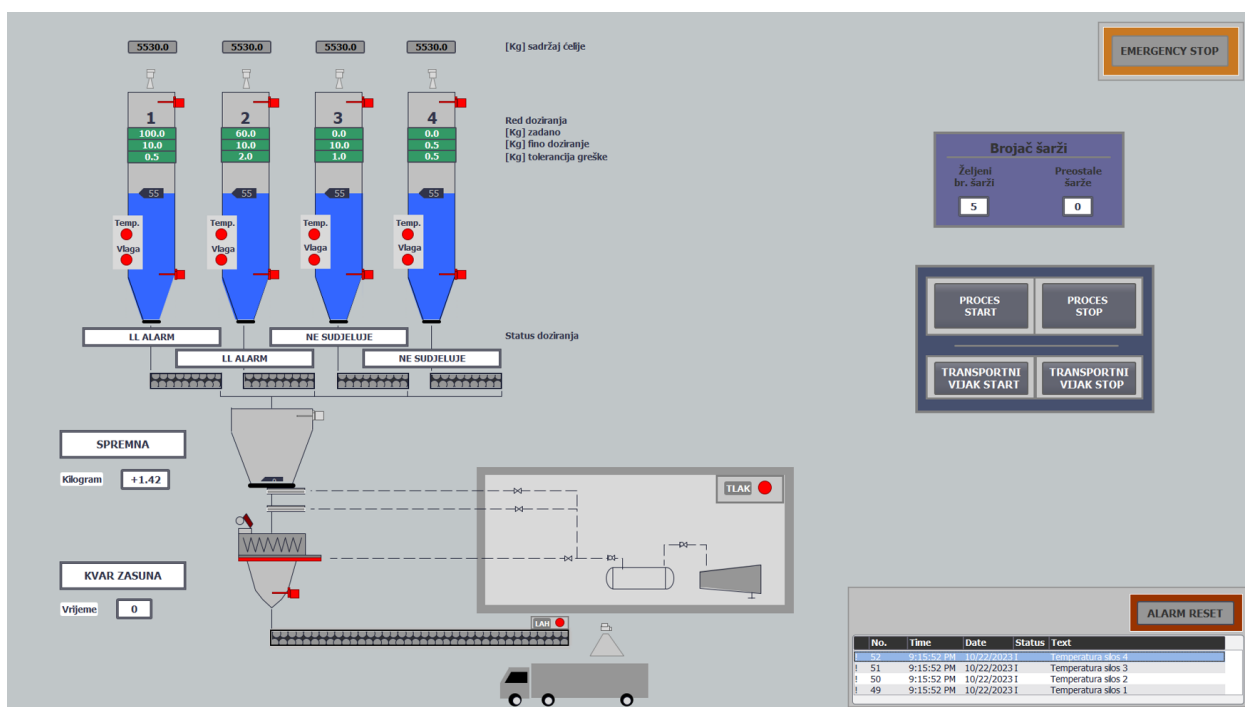 5530.0 5530.0 5530.0 5530.0 [Kg] sadržaj ćelije
EMERGENCY STOP
1 2 3 4 Red doziranja
100.0 60.0 0.0 0.0 [Kg] zadano
10.0 10.0 10.0 0.5 [Kg] fino doziranje
0.5 2.0 1.0 0.5 [Kg] tolerancija greške
Brojač šarži
Željeni
br. šarži
Preostale
šarže
5 0
55 55 55 55
Temp. Temp. Temp. Temp.
Vlaga Vlaga Vlaga Vlaga
PROCES
START
PROCES
STOP
TRANSPORTNI
VIJAK START
TRANSPORTNI
VIJAK STOP
LL ALARM NE SUDJELUJE Status doziranja
LL ALARM NE SUDJELUJE
SPREMNA
Kilogram +1.42
0
TLAK
KVAR ZASUNA
Vrijeme 0
LAH
ALARM RESET
No. Time Date Status Text
! 52 9:15:52 PM 10/22/2023 I Temperatura silos 4
! 51 9:15:52 PM 10/22/2023 I Temperatura silos 3
! 50 9:15:52 PM 10/22/2023 I Temperatura silos 2
! 49 9:15:52 PM 10/22/2023 I Temperatura silos 1